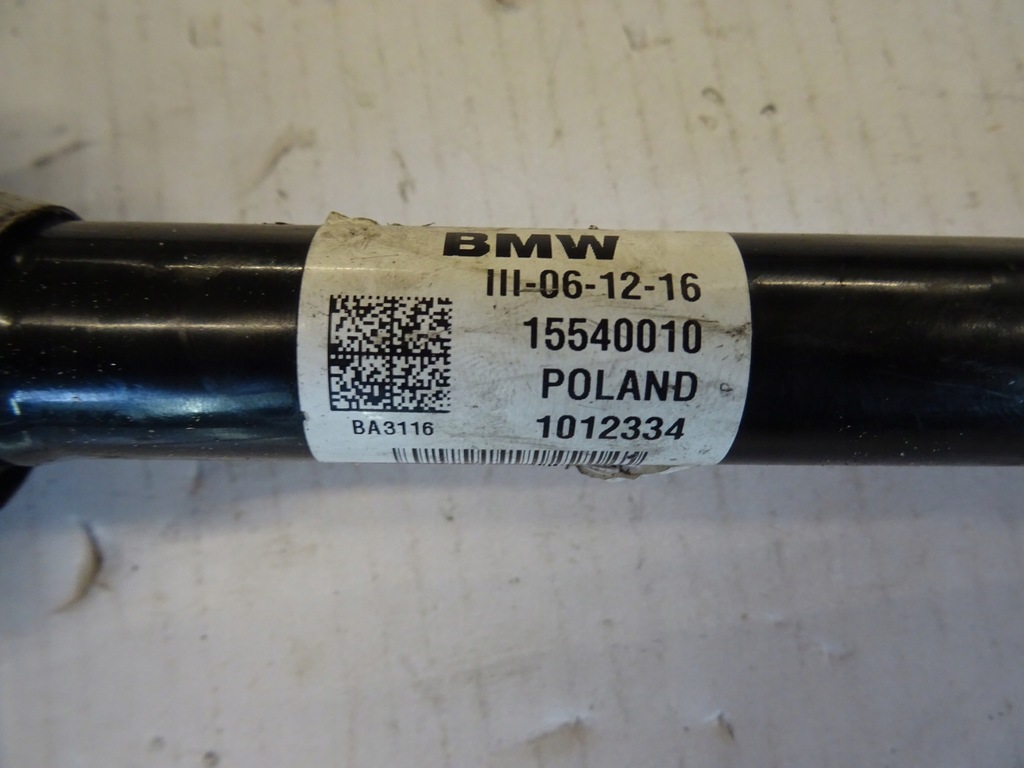 BMW
III-06-12-16
15540010
POLAND
BA3116
1012334